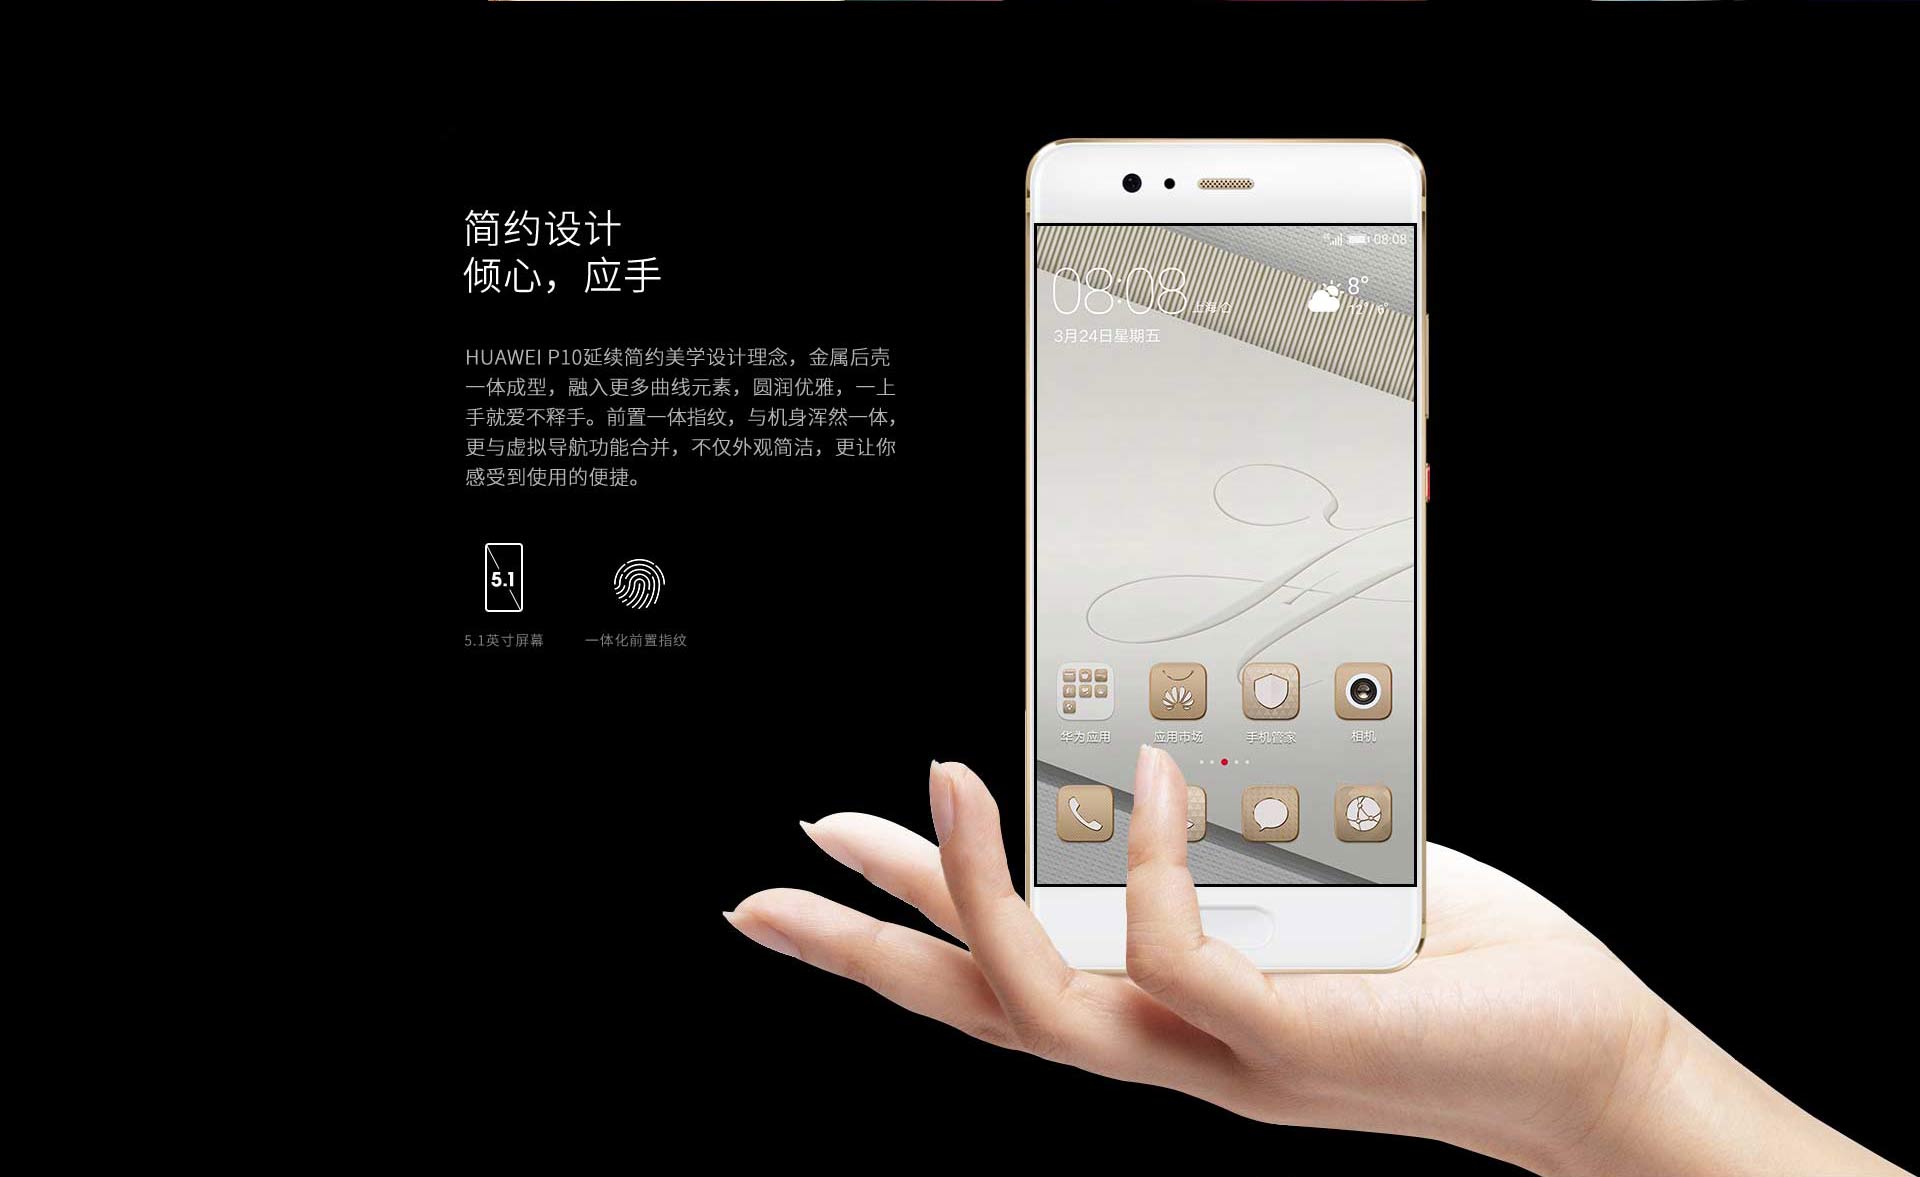 简约设计
倾心，应手
HUAWEI P10延续简约美学设计理念，金属后壳
一体成型，融入更多曲线元素，圆润优雅，一上
手就爱不释手。前置一体指纹，与机身浑然一体，
更与虚拟导航功能合并，不仅外观简洁，更让你
感受到使用的便捷。
5.1
5.1英寸屏幕
一体化前置指纹
08:08
08:08
上海
8°
12° / 6°
3月24日星期五
华为应用
应用市场
手机管家
相机